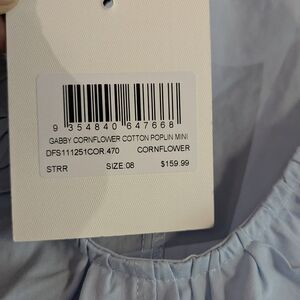 9 354840 647668
GABBY CORNFLOWER COTTON POPLIN MINI
DFS111251COR.470 CORNFLOWER
STRR SIZE:08 $159.99